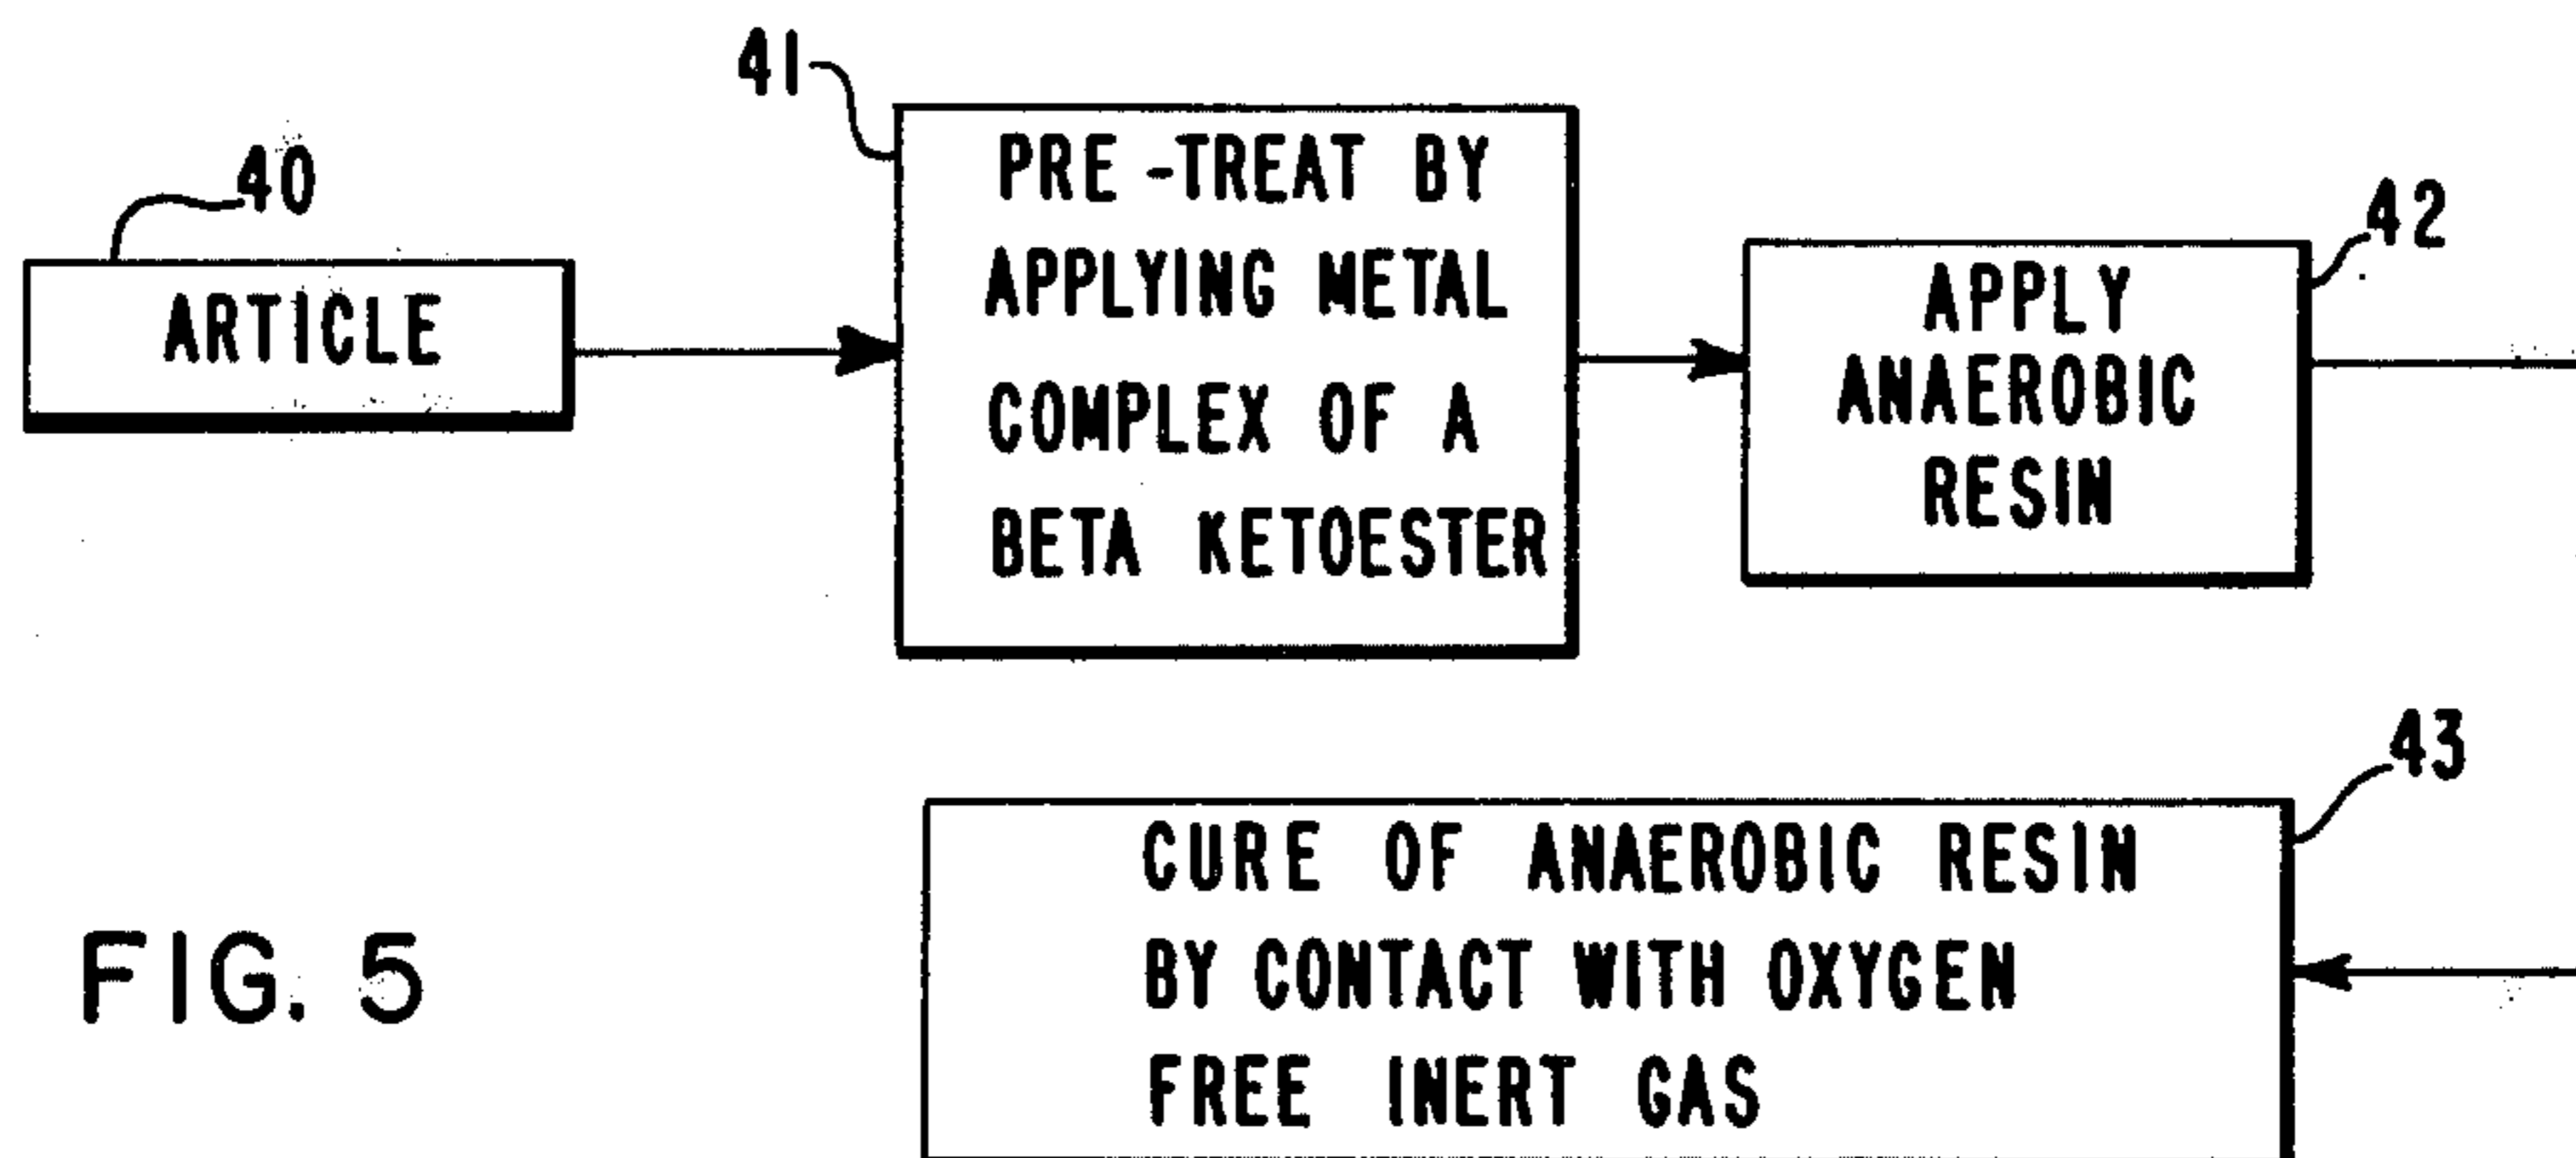 40
ARTICLE
41
PRE-TREAT BY
APPLYING METAL
COMPLEX OF A
BETA KETOESTER
42
APPLY
ANAEROBIC
RESIN
43
CURE OF ANAEROBIC RESIN
BY CONTACT WITH OXYGEN
FREE INERT GAS
FIG. 5